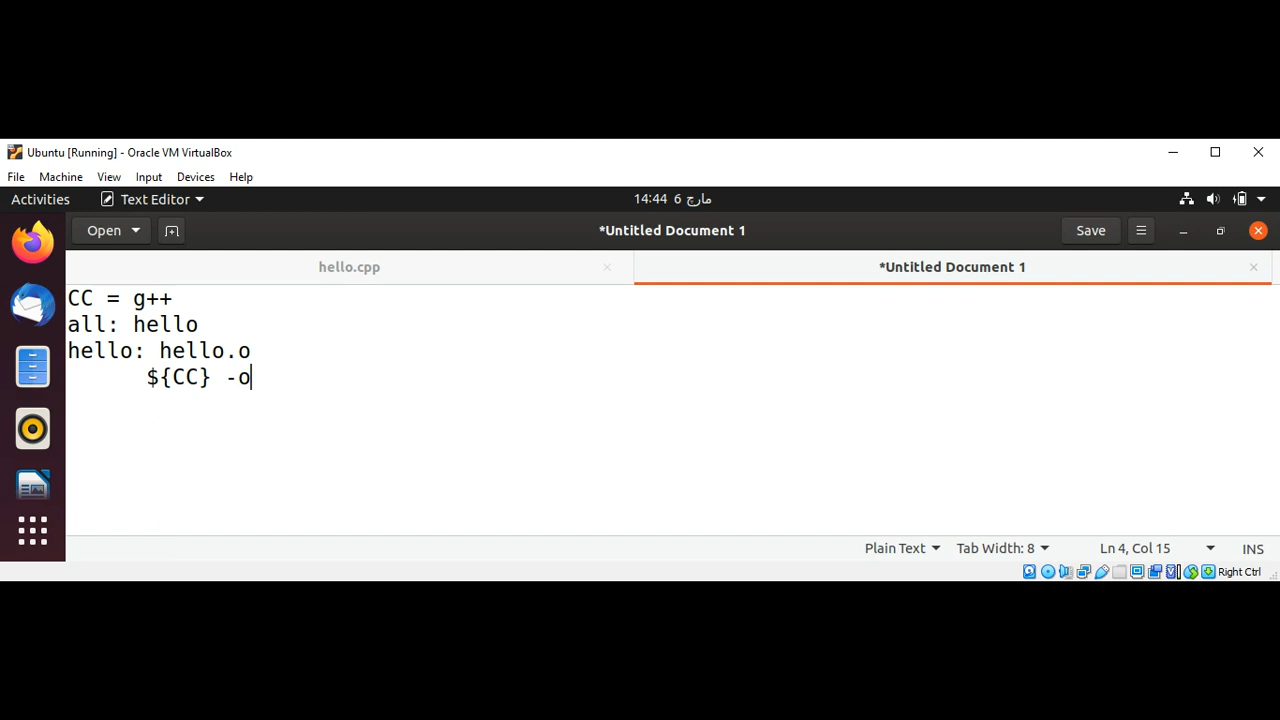 Ubuntu [Running] - Oracle VM VirtualBox
File Machine View Input Devices Help
Activities Text Editor 14:44 6 مارچ
Open *Untitled Document 1 Save
hello.cpp *Untitled Document 1
CC = g++
all: hello
hello: hello.o
${CC} -o
Plain Text Tab Width: 8 Ln 4, Col 15 INS
Right Ctrl